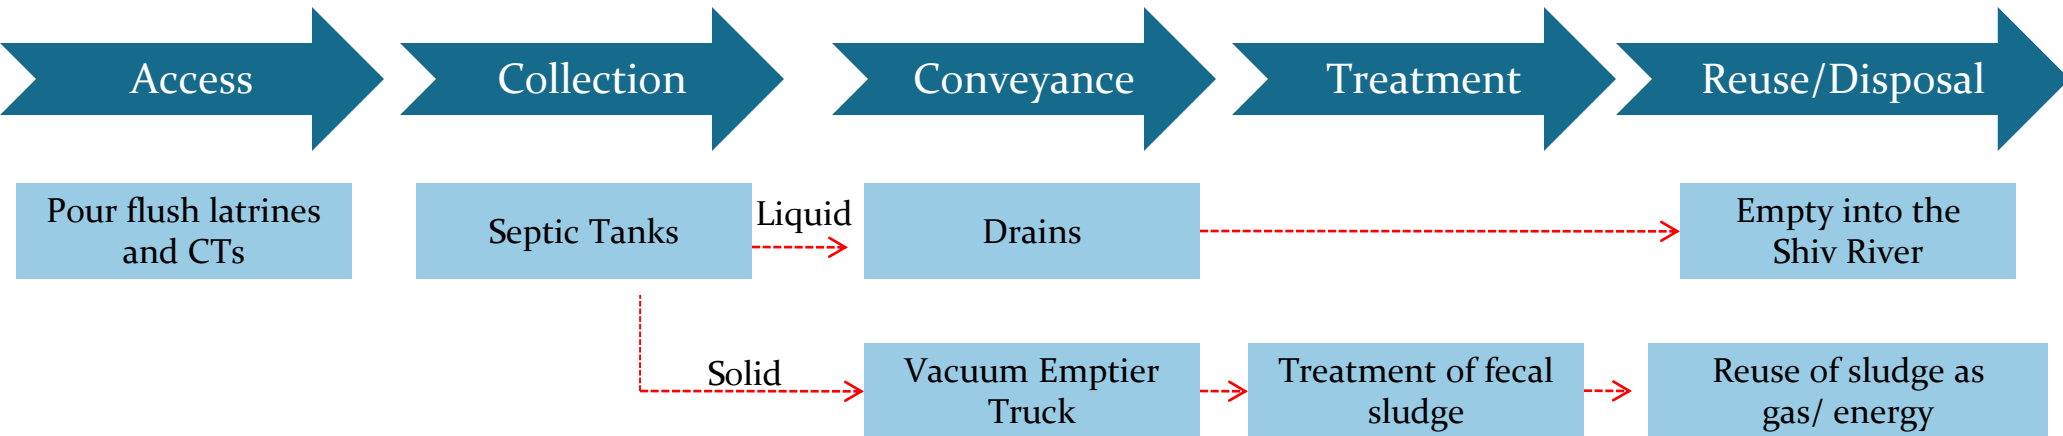 Access
Collection
Conveyance
Treatment
Reuse/Disposal
Pour flush latrines
and CTs
Septic Tanks
Liquid
Drains
Empty into the
Shiv River
Solid
Vacuum Emptier
Truck
Treatment of fecal
sludge
Reuse of sludge as
gas/ energy